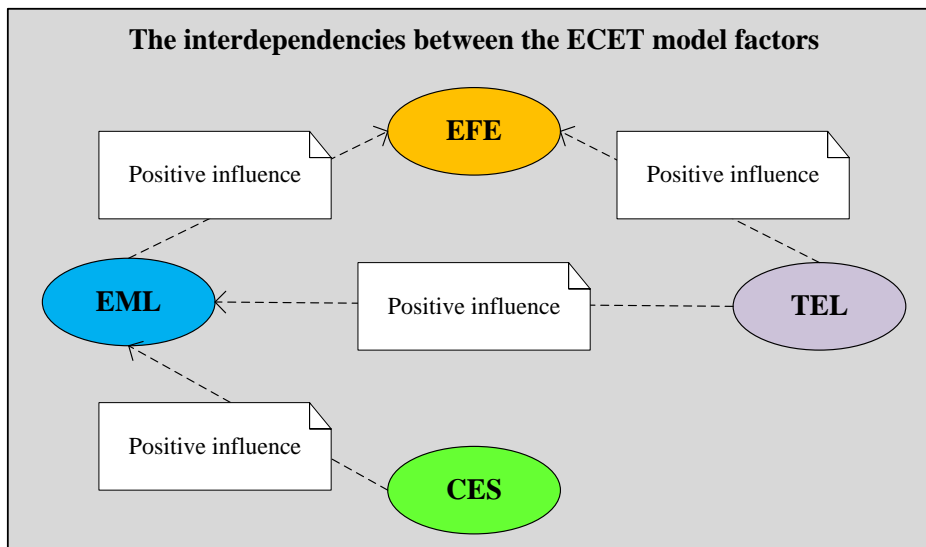 The interdependencies between the ECET model factors
EFE
Positive influence
Positive influence
EML
Positive influence
TEL
Positive influence
CES